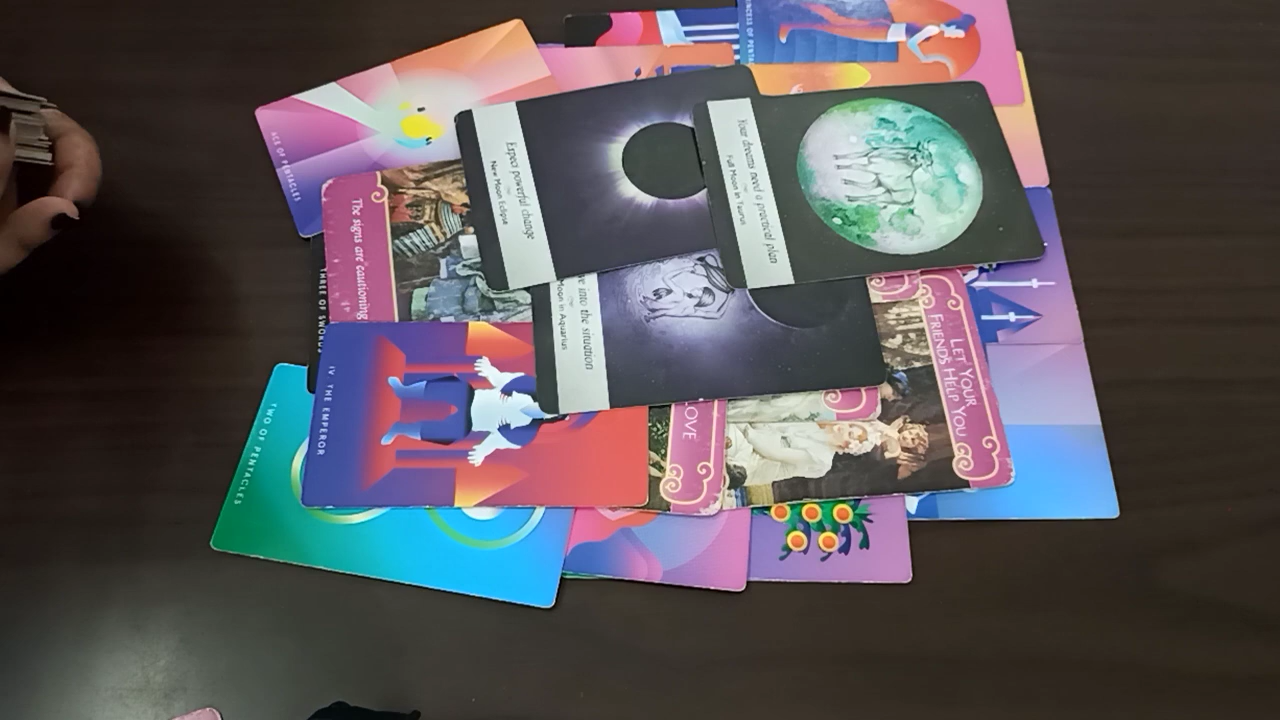 ACE OF PENTACLES
The signs are cautioning
THREE OF SWORDS
TWO OF PENTACLES
IV THE EMPEROR
Expect powerful change
New Moon Eclipse
Your dreams need a practical plan
Full Moon in Taurus
into the situation
Moon in Aquarius
LOVE
LET YOUR
FRIENDS HELP YOU
OF PENTA